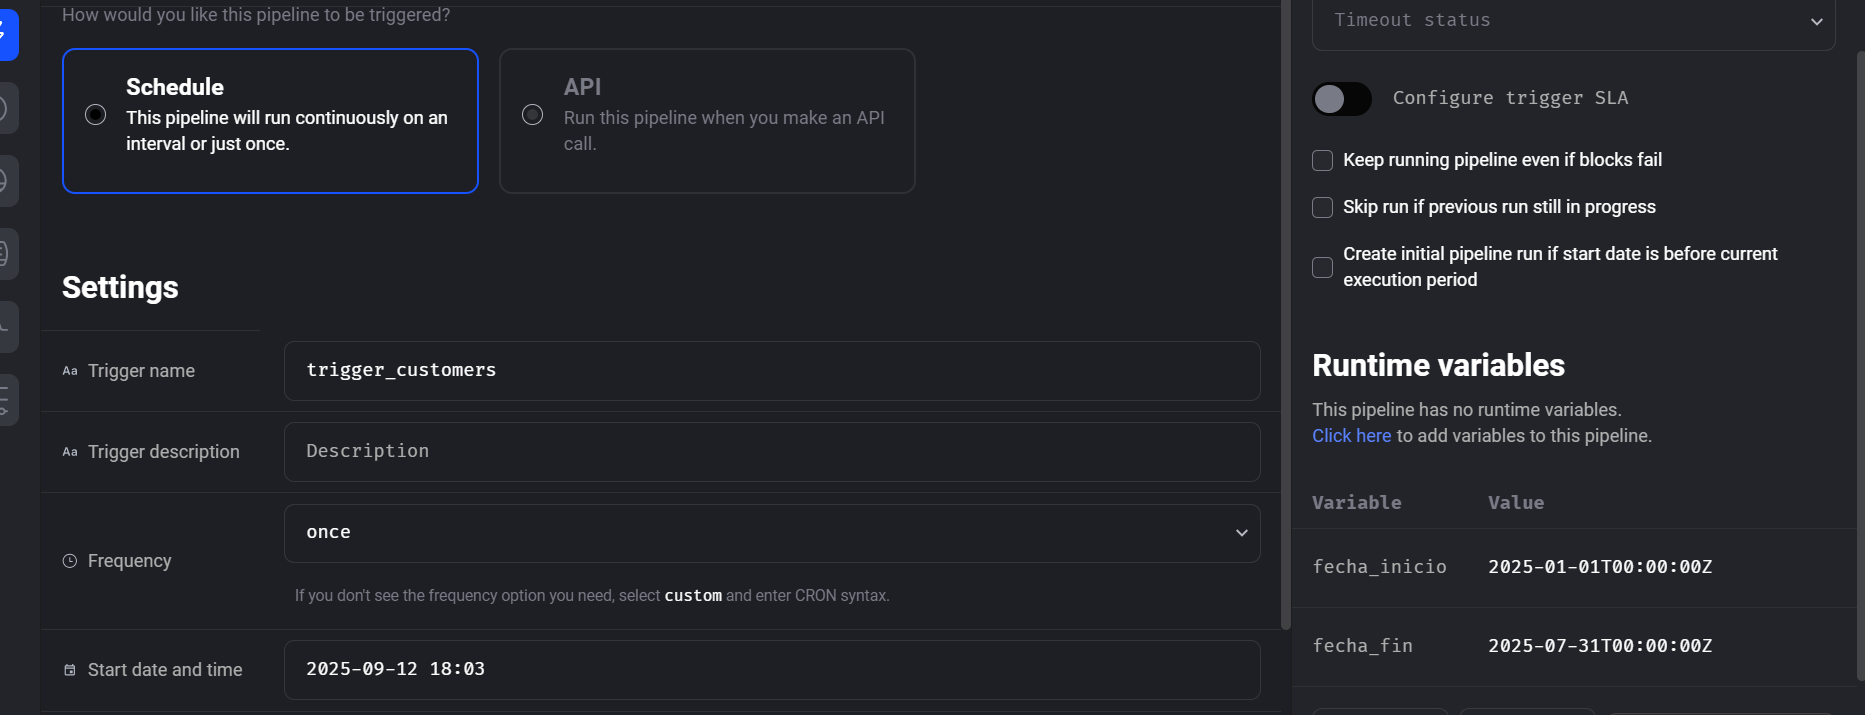 How would you like this pipeline to be triggered?
Schedule
This pipeline will run continuously on an
interval or just once.
API
Run this pipeline when you make an API
call.
Settings
Aa Trigger name
trigger_customers
Aa Trigger description
Description
Frequency
once
If you don't see the frequency option you need, select custom and enter CRON syntax.
Start date and time
2025-09-12 18:03
Timeout status
Configure trigger SLA
Keep running pipeline even if blocks fail
Skip run if previous run still in progress
Create initial pipeline run if start date is before current
execution period
Runtime variables
This pipeline has no runtime variables.
Click here to add variables to this pipeline.
Variable Value
fecha_inicio 2025-01-01T00:00:00Z
fecha_fin 2025-07-31T00:00:00Z